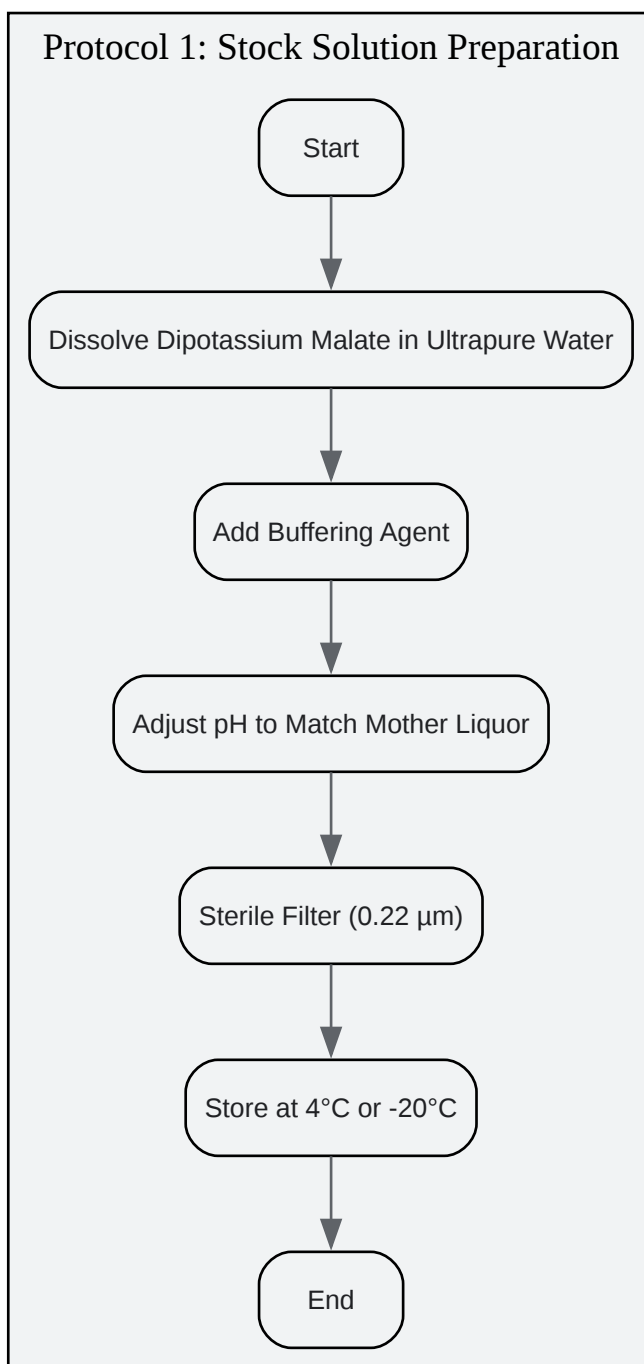 Protocol 1: Stock Solution Preparation
Start
Dissolve Dipotassium Malate in Ultrapure Water
Add Buffering Agent
Adjust pH to Match Mother Liquor
Sterile Filter (0.22 µm)
Store at 4°C or -20°C
End